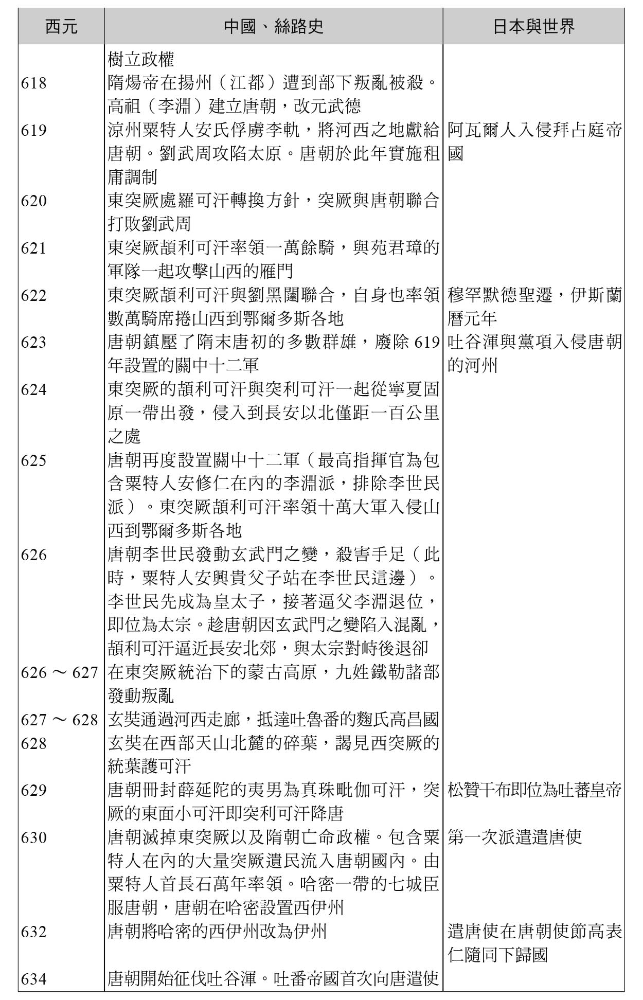 西元 中國、絲路史 日本與世界
樹立政權
618 隋煬帝在揚州（江都）遭到部下叛亂被殺。
高祖（李淵）建立唐朝，改元武德
619 涼州粟特人安氏俘虜李軌，將河西之地獻給 阿瓦爾人入侵拜占庭帝
唐朝。劉武周攻陷太原。唐朝於此年實施租 國
庸調制
620 東突厥處羅可汗轉換方針，突厥與唐朝聯合
打敗劉武周
621 東突厥頡利可汗率領一萬餘騎，與苑君璋的
軍隊一起攻擊山西的雁門
622 東突厥頡利可汗與劉黑闥聯合，自身也率領 穆罕默德聖遷，伊斯蘭
數萬騎席捲山西到鄂爾多斯各地 曆元年
623 唐朝鎮壓了隋末唐初的多數群雄，廢除 619 吐谷渾與黨項入侵唐朝
年設置的關中十二軍 的河州
624 東突厥的頡利可汗與突利可汗一起從寧夏固
原一帶出發，侵入到長安以北僅距一百公里
之處
625 唐朝再度設置關中十二軍（最高指揮官為包
含粟特人安修仁在內的李淵派，排除李世民
派）。東突厥頡利可汗率領十萬大軍入侵山
西到鄂爾多斯各地
626 唐朝李世民發動玄武門之變，殺害手足（此
時，粟特人安興貴父子站在李世民這邊）。
李世民先成為皇太子，接著逼父李淵退位，
即位為太宗。趁唐朝因玄武門之變陷入混亂，
頡利可汗逼近長安北郊，與太宗對峙後退卻
626～627 在東突厥統治下的蒙古高原，九姓鐵勒諸部
發動叛亂
627～628 玄奘通過河西走廊，抵達吐魯番的麴氏高昌國
628 玄奘在西部天山北麓的碎葉，謁見西突厥的
統葉護可汗
629 唐朝冊封薛延陀的夷男為真珠毗伽可汗，突 松贊干布即位為吐蕃皇帝
厥的東面小可汗即突利可汗降唐
630 唐朝滅掉東突厥以及隋朝亡命政權。包含粟 第一次派遣遣唐使
特人在內的大量突厥遺民流入唐朝國內。由
粟特人首長石萬年率領。哈密一帶的七城臣
服唐朝，唐朝在哈密設置西伊州
632 唐朝將哈密的西伊州改為伊州 遣唐使在唐朝使節高表
仁隨同下歸國
634 唐朝開始征伐吐谷渾。吐番帝國首次向唐遣使